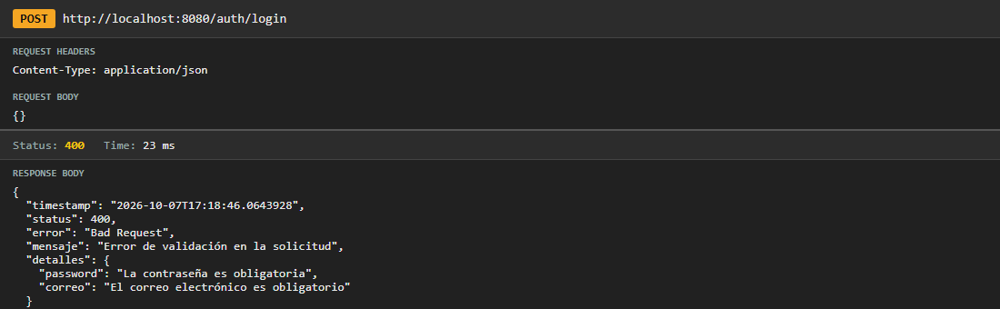 POST http://localhost:8080/auth/login
REQUEST HEADERS
Content-Type: application/json
REQUEST BODY
{}
Status: 400 Time: 23 ms
RESPONSE BODY
{
  "timestamp": "2026-10-07T17:18:46.0643928",
  "status": 400,
  "error": "Bad Request",
  "mensaje": "Error de validación en la solicitud",
  "detalles": {
    "password": "La contraseña es obligatoria",
    "correo": "El correo electrónico es obligatorio"
  }